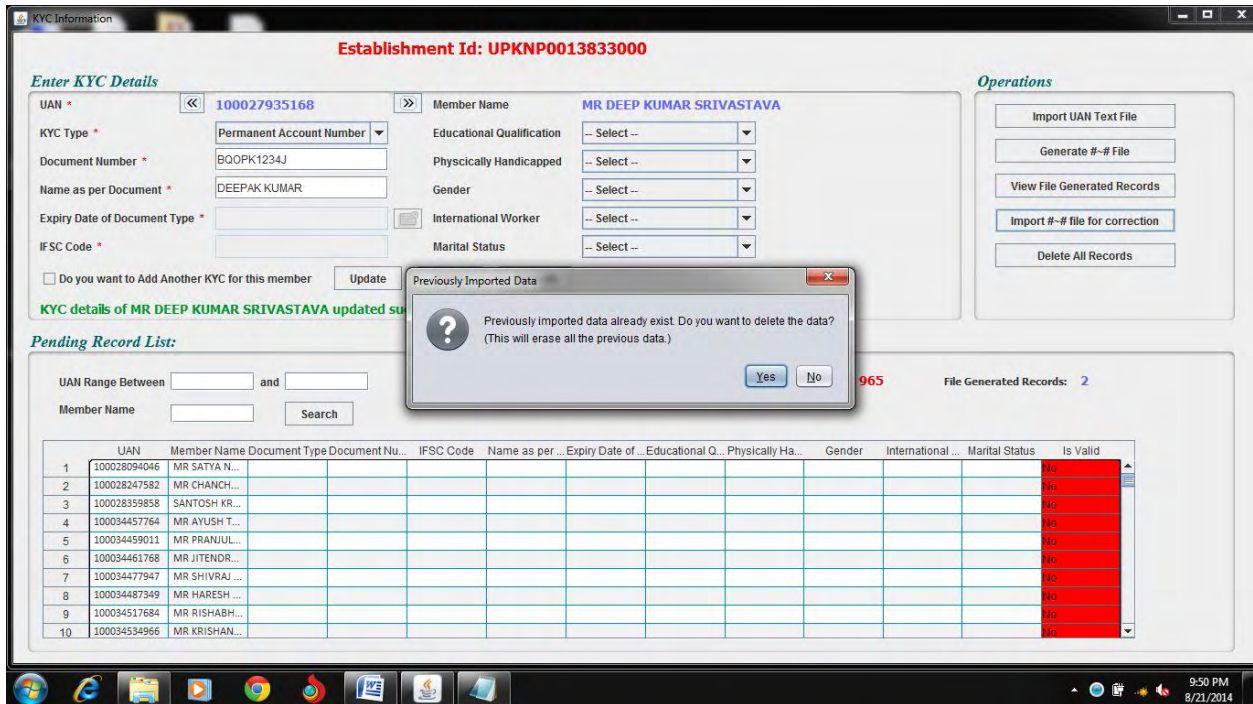 KYC Information
Establishment Id: UPKNP0013833000
Enter KYC Details
Operations
UAN * 100027935168 Member Name MR DEEP KUMAR SRIVASTAVA
Import UAN Text File
KYC Type * Permanent Account Number Educational Qualification -- Select --
Generate #~# File
Document Number * BQOPK1234J Physcically Handicapped -- Select --
Name as per Document * DEEPAK KUMAR Gender -- Select --
View File Generated Records
Expiry Date of Document Type * International Worker -- Select --
Import #~# file for correction
IFSC Code * Marital Status -- Select --
Delete All Records
Do you want to Add Another KYC for this member Update
KYC details of MR DEEP KUMAR SRIVASTAVA updated su
Previously Imported Data
Previously imported data already exist. Do you want to delete the data?
(This will erase all the previous data.)
Yes No
Pending Record List:
UAN Range Between and
965 File Generated Records: 2
Member Name Search
UAN Member Name Document Type Document Nu... IFSC Code Name as per ... Expiry Date of ... Educational Q... Physically Ha... Gender International ... Marital Status Is Valid
1 100028094046 MR SATYA N... No
2 100028247582 MR CHANCH... No
3 100028359858 SANTOSH KR... No
4 100034457764 MR AYUSH T... No
5 100034459011 MR PRANJUL... No
6 100034461768 MR JITENDR... No
7 100034477947 MR SHIVRAJ ... No
8 100034487349 MR HARESH ... No
9 100034517684 MR RISHABH... No
10 100034534966 MR KRISHAN... No
9:50 PM
8/21/2014